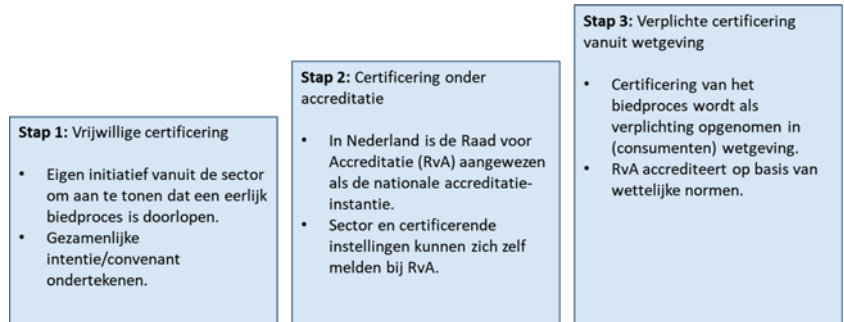 Stap 1: Vrijwillige certificering
• Eigen initiatief vanuit de sector
om aan te tonen dat een eerlijk
biedproces is doorlopen.
• Gezamenlijke
intentie/convenant
ondertekenen.
Stap 2: Certificering onder
accreditatie
• In Nederland is de Raad voor
Accreditatie (RvA) aangewezen
als de nationale accreditatie-
instantie.
• Sector en certificerende
instellingen kunnen zich zelf
melden bij RvA.
Stap 3: Verplichte certificering
vanuit wetgeving
• Certificering van het
biedproces wordt als
verplichting opgenomen in
(consumenten) wetgeving.
• RvA accrediteert op basis van
wettelijke normen.